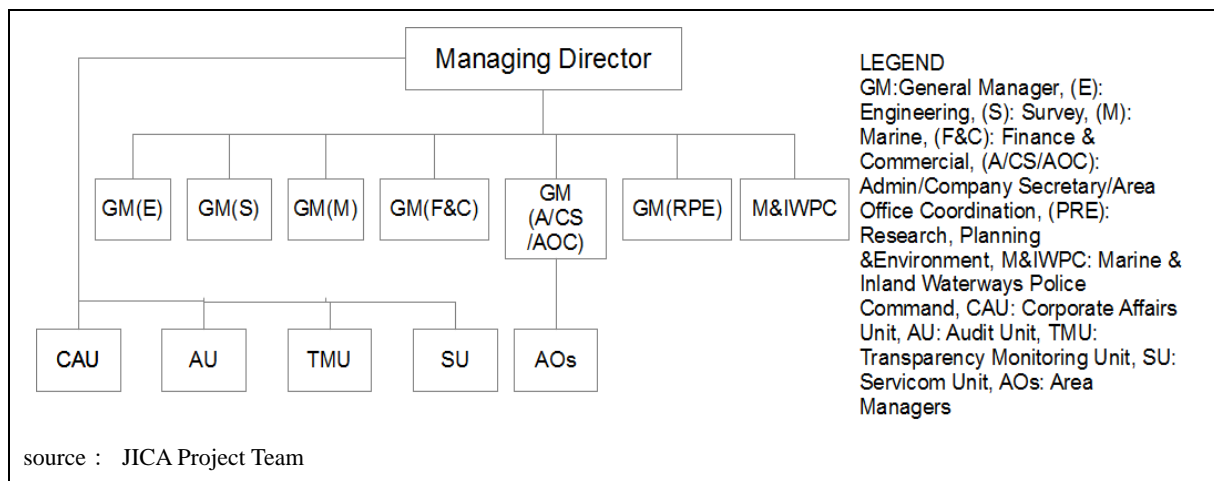 Managing Director
GM(E)
GM(S)
GM(M)
GM(F&C)
GM
(A/CS
/AOC)
GM(RPE)
M&IWPC
CAU
AU
TMU
SU
AOs
LEGEND
GM:General Manager, (E):
Engineering, (S): Survey, (M):
Marine, (F&C): Finance &
Commercial, (A/CS/AOC):
Admin/Company Secretary/Area
Office Coordination, (PRE):
Research, Planning
&Environment, M&IWPC: Marine &
Inland Waterways Police
Command, CAU: Corporate Affairs
Unit, AU: Audit Unit, TMU:
Transparency Monitoring Unit, SU:
Servicom Unit, AOs: Area
Managers
source : JICA Project Team